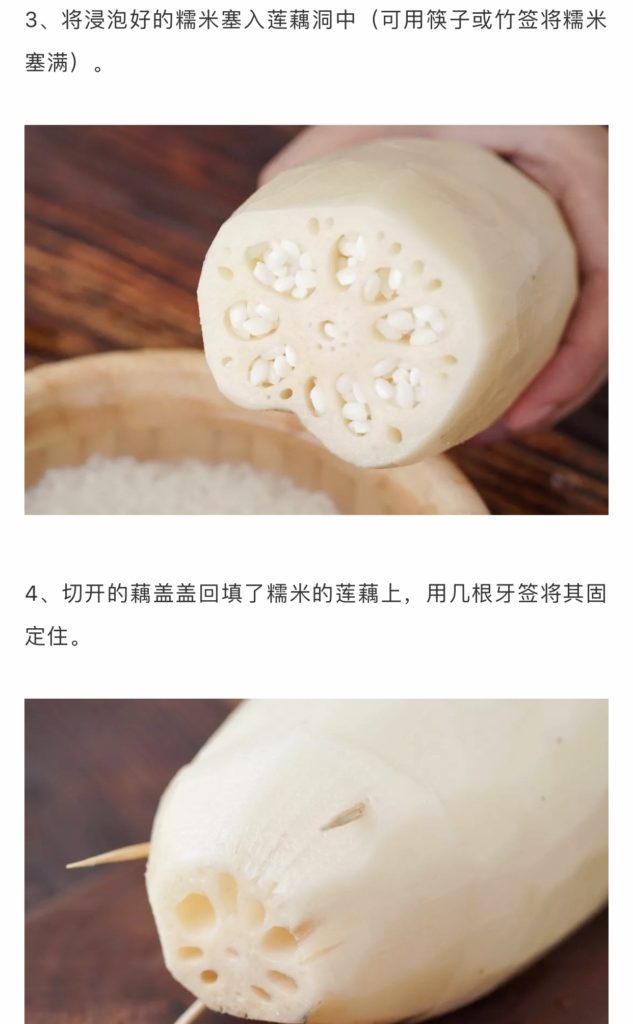 3、将浸泡好的糯米塞入莲藕洞中（可用筷子或竹签将糯米
塞满）。
4、切开的藕盖盖回填了糯米的莲藕上，用几根牙签将其固
定住。